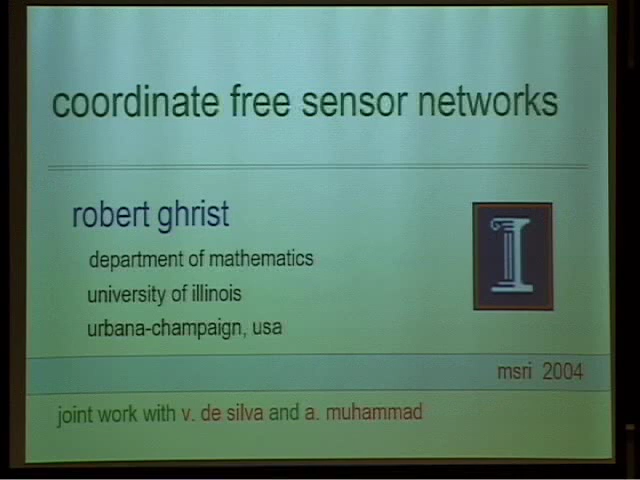 coordinate free sensor networks
robert ghrist
department of mathematics
university of illinois
urbana-champaign, usa
I
msri 2004
joint work with v. de silva and a. muhammad